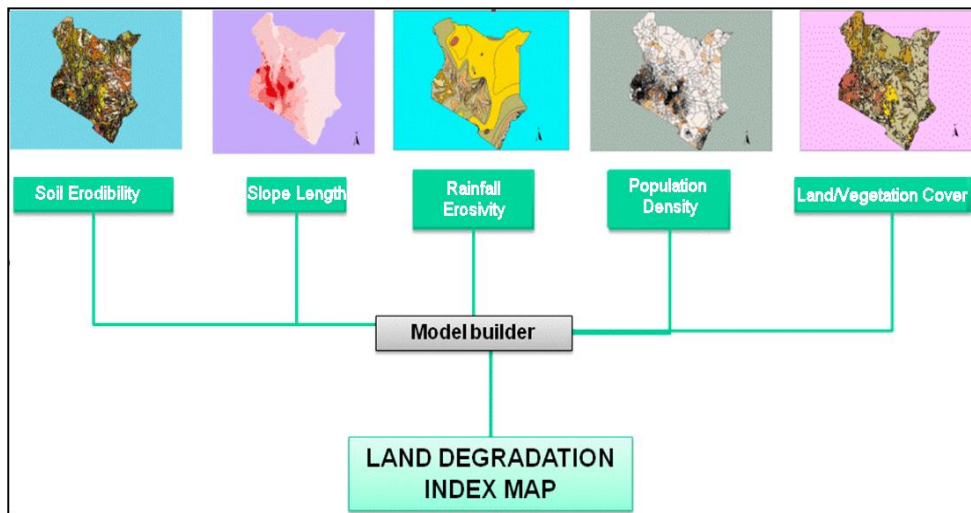 Soil Erodibility
Slope Length
Rainfall
Erosivity
Population
Density
Land/Vegetation Cover
Model builder
LAND DEGRADATION
INDEX MAP